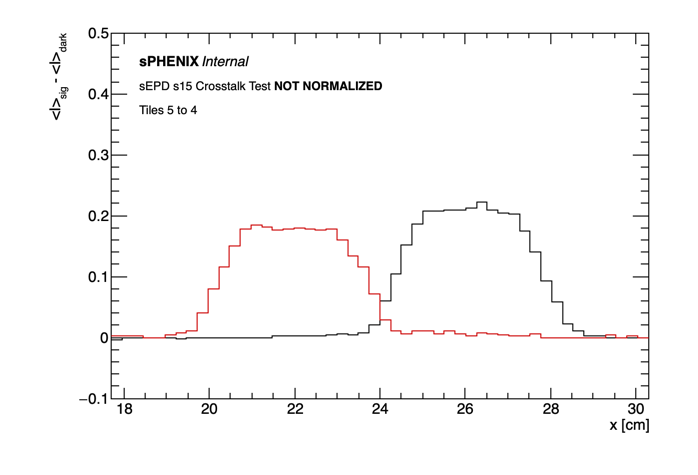 0.5
<I>sig - <I>dark
sPHENIX Internal
sEPD s15 Crosstalk Test NOT NORMALIZED
0.4
Tiles 5 to 4
0.3
0.2
0.1
0
−0.1
18 20 22 24 26 28 30
x [cm]